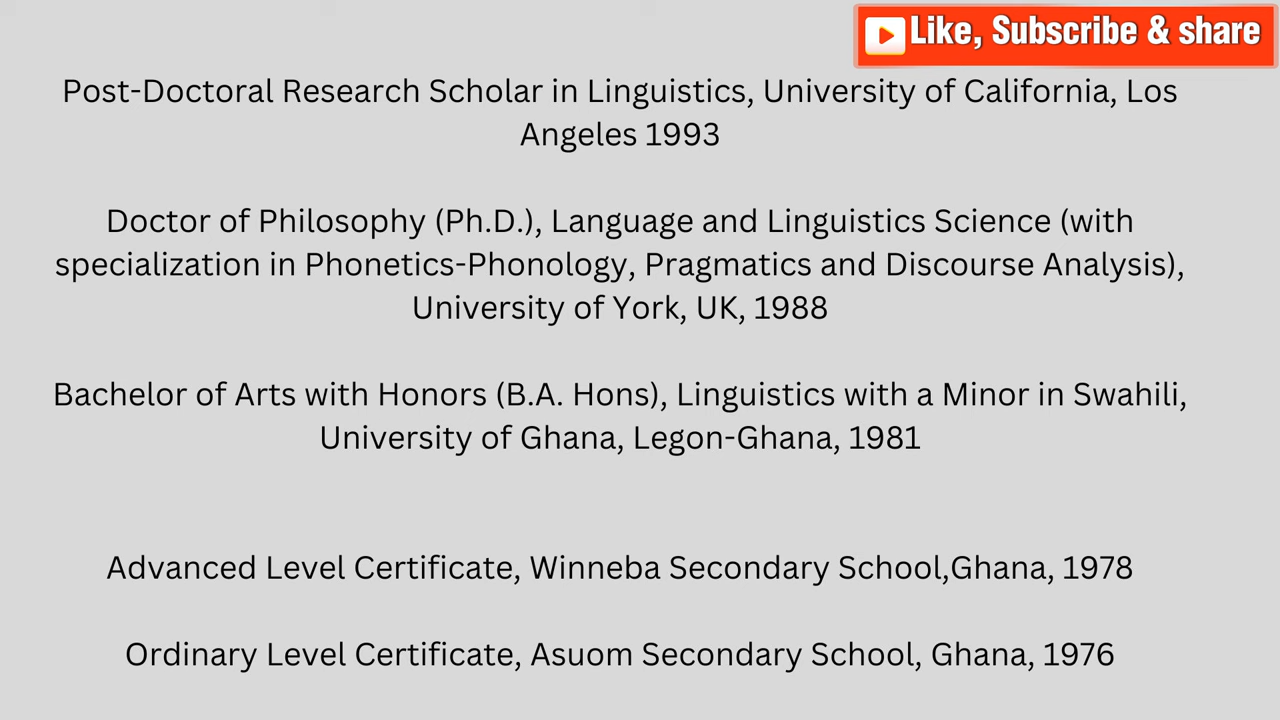 Like, Subscribe & share
Post-Doctoral Research Scholar in Linguistics, University of California, Los
Angeles 1993
Doctor of Philosophy (Ph.D.), Language and Linguistics Science (with
specialization in Phonetics-Phonology, Pragmatics and Discourse Analysis),
University of York, UK, 1988
Bachelor of Arts with Honors (B.A. Hons), Linguistics with a Minor in Swahili,
University of Ghana, Legon-Ghana, 1981
Advanced Level Certificate, Winneba Secondary School,Ghana, 1978
Ordinary Level Certificate, Asuom Secondary School, Ghana, 1976